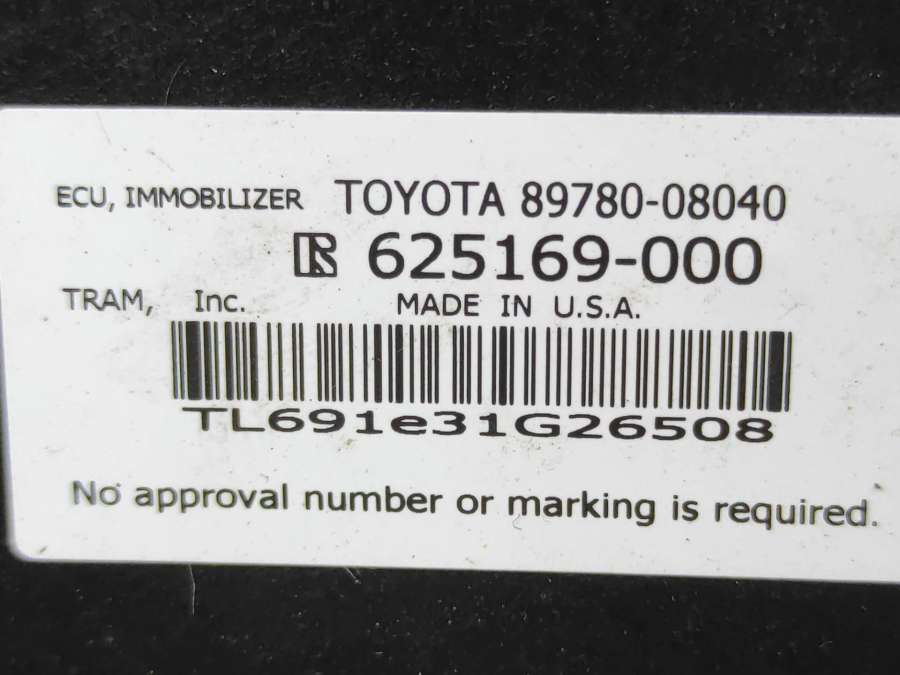 ECU, IMMOBILIZER TOYOTA 89780-08040
R 625169-000
TRAM, Inc. MADE IN U.S.A.
TL691e31G26508
No approval number or marking is required.